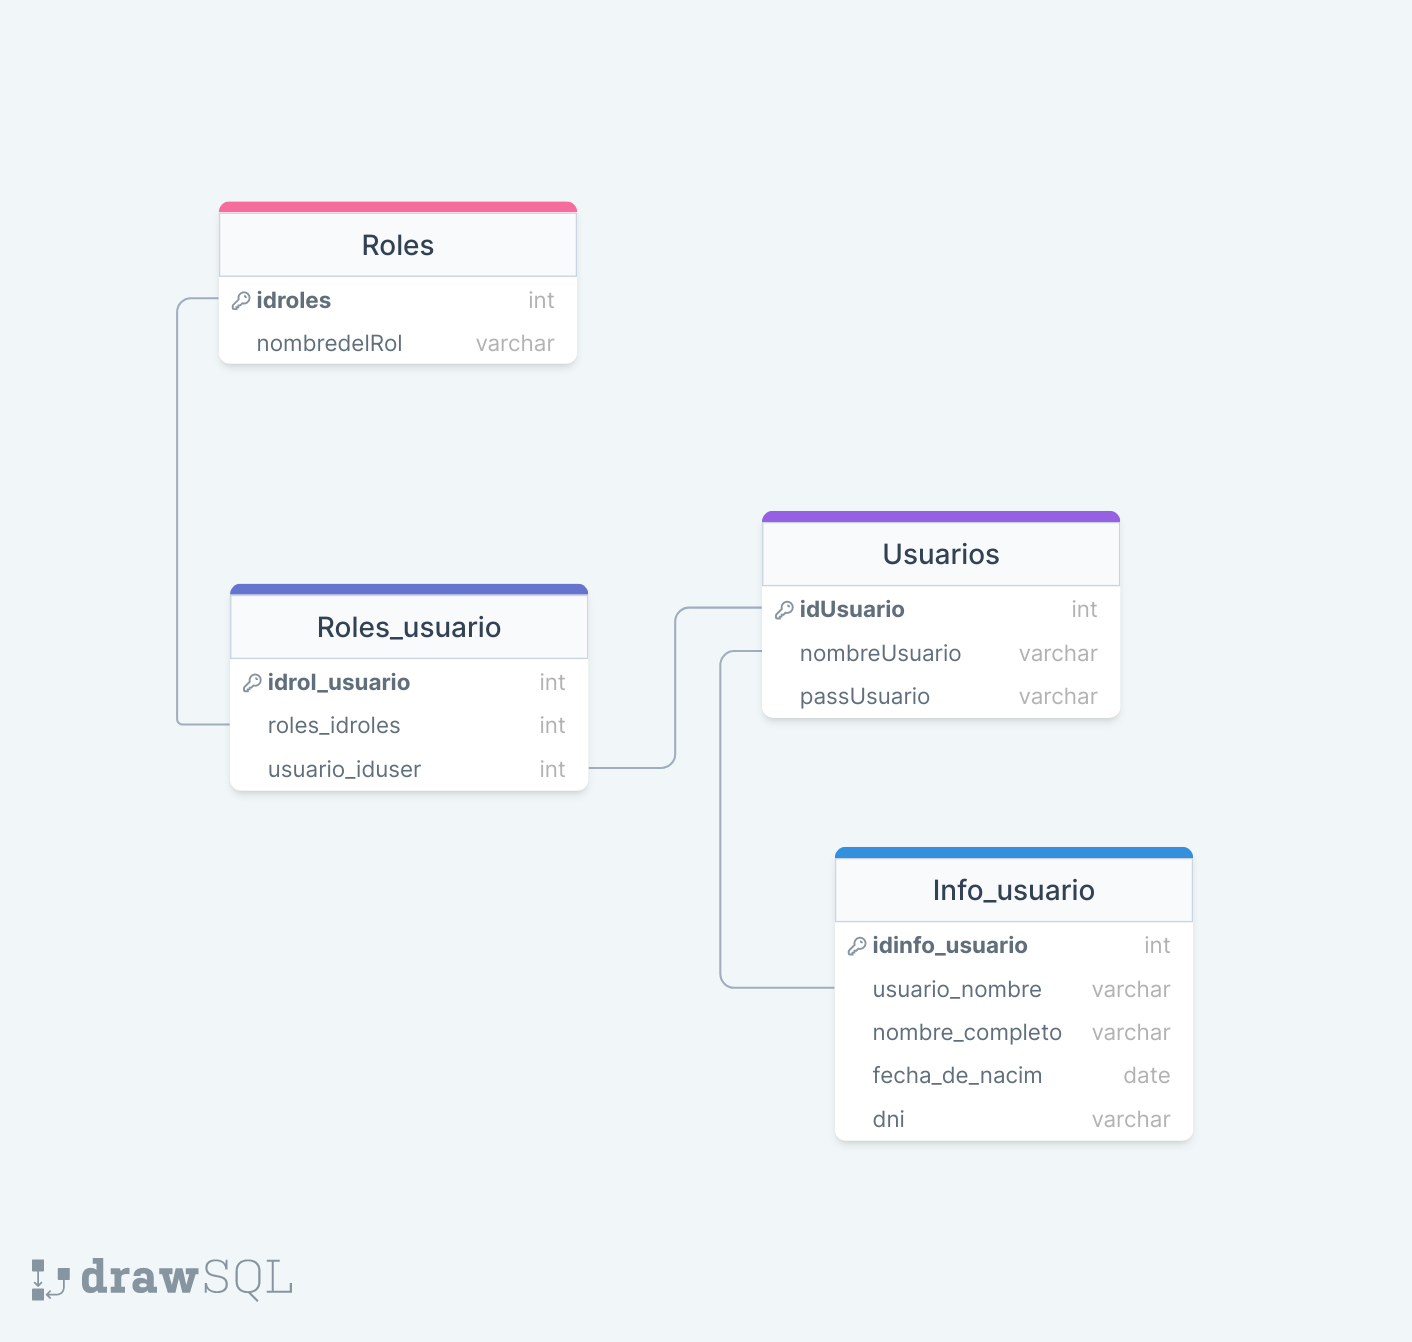 Roles
idroles int
nombredelRol varchar
Usuarios
idUsuario int
nombreUsuario varchar
passUsuario varchar
Roles_usuario
idrol_usuario int
roles_idroles int
usuario_iduser int
Info_usuario
idinfo_usuario int
usuario_nombre varchar
nombre_completo varchar
fecha_de_nacim date
dni varchar
drawSQL